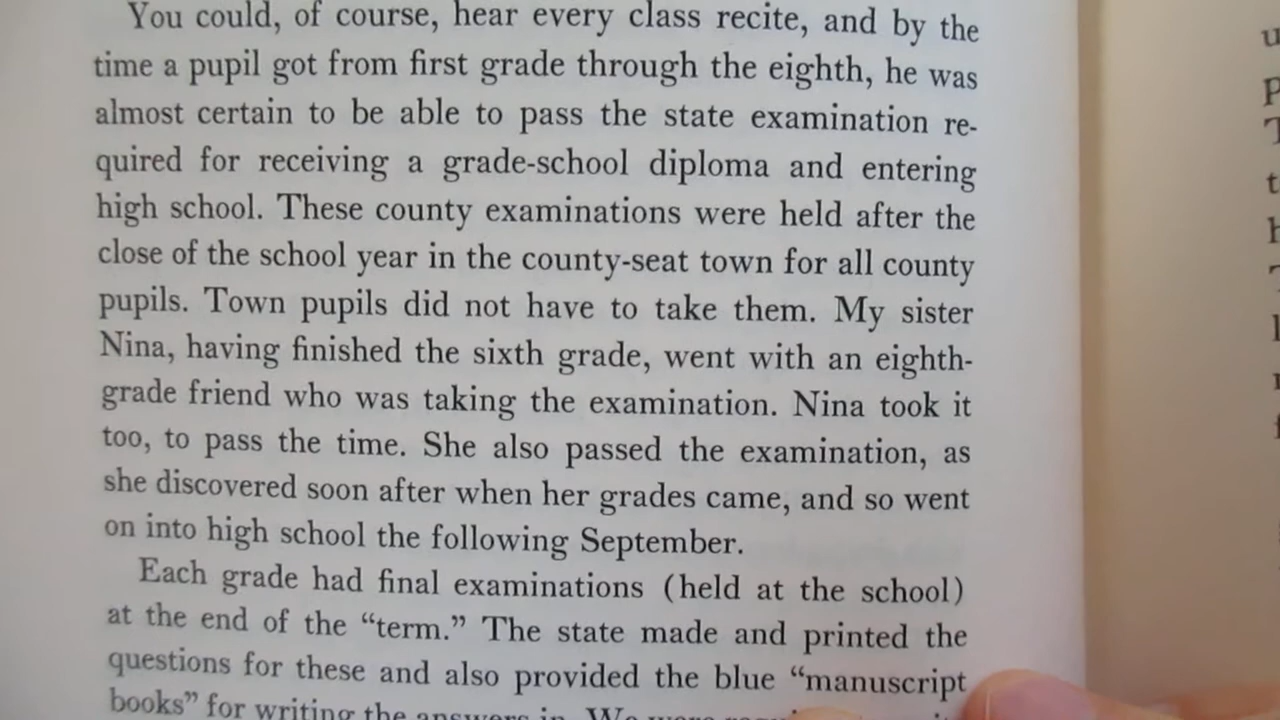 You could, of course, hear every class recite, and by the
time a pupil got from first grade through the eighth, he was
almost certain to be able to pass the state examination re-
quired for receiving a grade-school diploma and entering
high school. These county examinations were held after the
close of the school year in the county-seat town for all county
pupils. Town pupils did not have to take them. My sister
Nina, having finished the sixth grade, went with an eighth-
grade friend who was taking the examination. Nina took it
too, to pass the time. She also passed the examination, as
she discovered soon after when her grades came, and so went
on into high school the following September.
Each grade had final examinations (held at the school)
at the end of the “term.” The state made and printed the
questions for these and also provided the blue “manuscript
books” for writing the answers in. We were